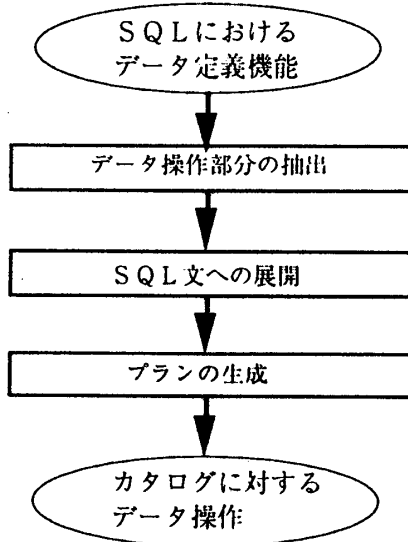 ＳＱＬにおける
データ定義機能
データ操作部分の抽出
ＳＱＬ文への展開
プランの生成
カタログに対する
データ操作